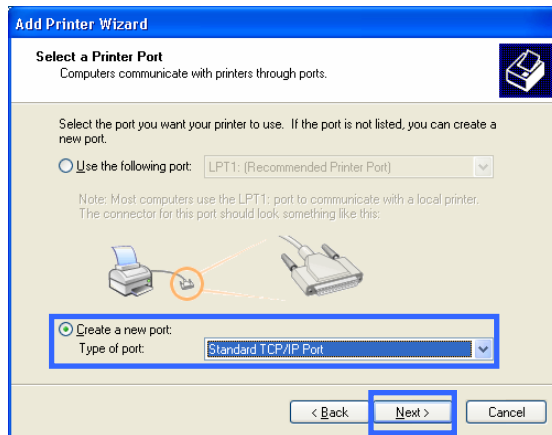 Add Printer Wizard
Select a Printer Port
Computers communicate with printers through ports.
Select the port you want your printer to use. If the port is not listed, you can create a
new port.
Use the following port: LPT1: (Recommended Printer Port)
Note: Most computers use the LPT1: port to communicate with a local printer.
The connector for this port should look something like this:
Create a new port:
Type of port: Standard TCP/IP Port
< Back Next > Cancel